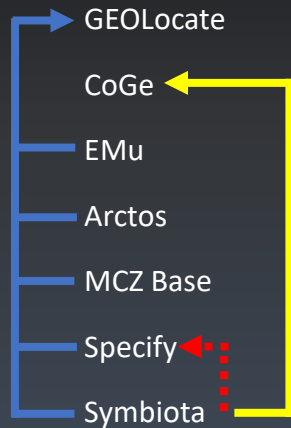 GEOLocate
CoGe
EMu
Arctos
MCZ Base
Specify
Symbiota